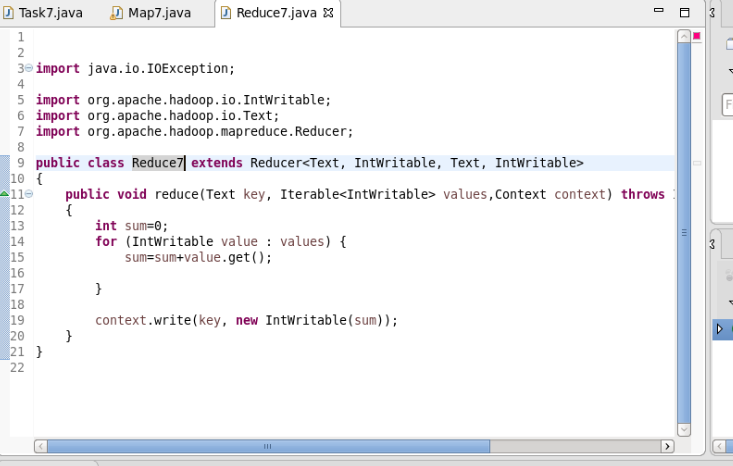 Task7.java Map7.java Reduce7.java
1
2
3 import java.io.IOException;
4
5 import org.apache.hadoop.io.IntWritable;
6 import org.apache.hadoop.io.Text;
7 import org.apache.hadoop.mapreduce.Reducer;
8
9 public class Reduce7 extends Reducer<Text, IntWritable, Text, IntWritable>
10 {
11 public void reduce(Text key, Iterable<IntWritable> values,Context context) throws
12 {
13 int sum=0;
14 for (IntWritable value : values) {
15 sum=sum+value.get();
16
17 }
18
19 context.write(key, new IntWritable(sum));
20 }
21 }
22